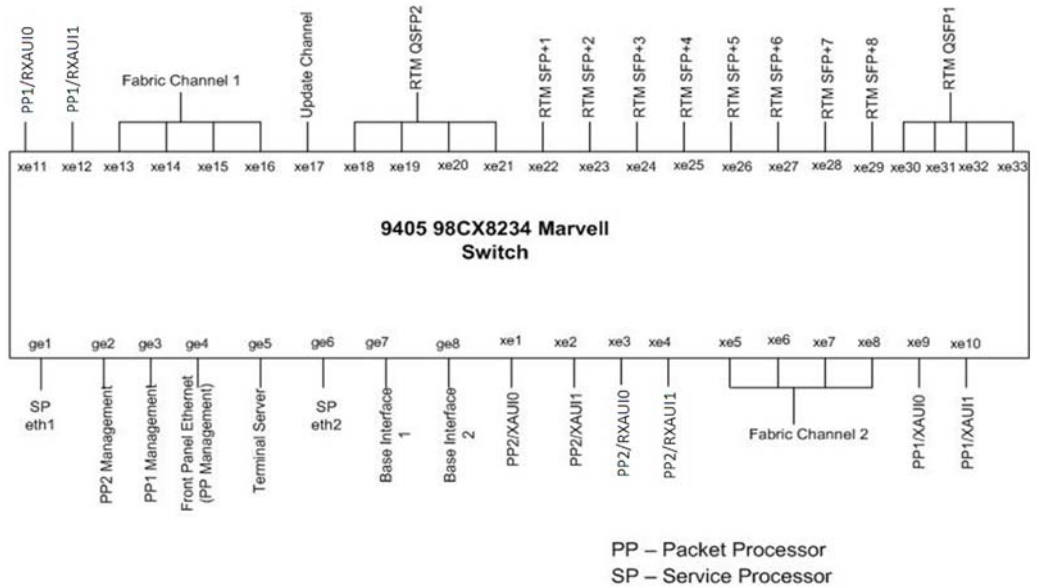 PP1/RXAUI0
PP1/RXAUI1
Fabric Channel 1
Update Channel
RTM QSFP2
RTM SFP+1
RTM SFP+2
RTM SFP+3
RTM SFP+4
RTM SFP+5
RTM SFP+6
RTM SFP+7
RTM SFP+8
RTM QSFP1
xe11 xe12 xe13 xe14 xe15 xe16 xe17 xe18 xe19 xe20 xe21 xe22 xe23 xe24 xe25 xe26 xe27 xe28 xe29 xe30 xe31 xe32 xe33
9405 98CX8234 Marvell
Switch
ge1 ge2 ge3 ge4 ge5 ge6 ge7 ge8 xe1 xe2 xe3 xe4 xe5 xe6 xe7 xe8 xe9 xe10
SP
eth1
PP2 Management
PP1 Management
Front Panel Ethernet
(PP Management)
Terminal Server
SP
eth2
Base Interface
1
Base Interface
2
PP2/XAUI0
PP2/XAUI1
PP2/RXAUI0
PP2/RXAUI1
Fabric Channel 2
PP1/XAUI0
PP1/XAUI1
PP – Packet Processor
SP – Service Processor